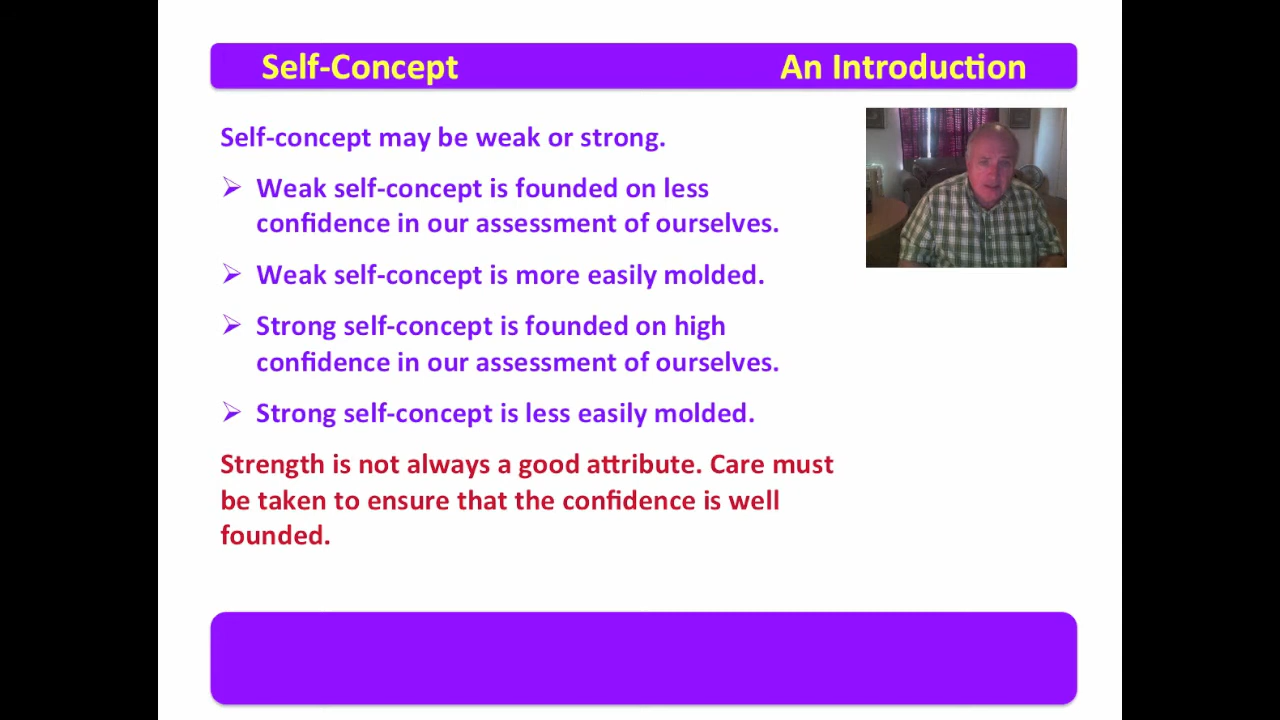 Self-Concept An Introduction
Self-concept may be weak or strong.
Weak self-concept is founded on less
confidence in our assessment of ourselves.
Weak self-concept is more easily molded.
Strong self-concept is founded on high
confidence in our assessment of ourselves.
Strong self-concept is less easily molded.
Strength is not always a good attribute. Care must
be taken to ensure that the confidence is well
founded.